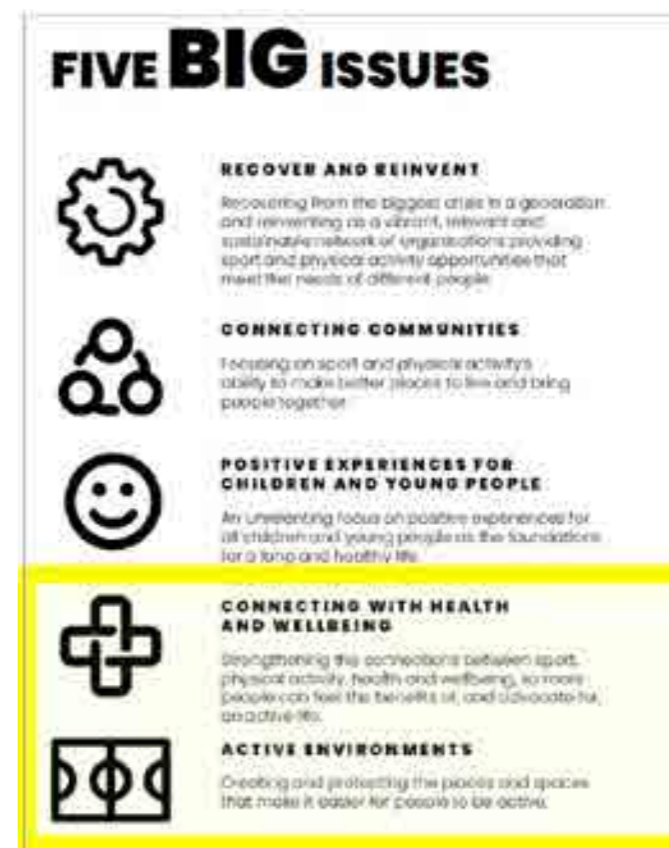 FIVE BIG ISSUES
RECOVER AND REINVENT
Recovering from the biggest crisis in a generation
and reinventing as a vibrant, relevant and
sustainable network of organisations providing
sport and physical activity opportunities that
meet the needs of different people.
CONNECTING COMMUNITIES
Focusing on sport and physical activity's
ability to make better places to live and bring
people together.
POSITIVE EXPERIENCES FOR
CHILDREN AND YOUNG PEOPLE
An unrelenting focus on positive experiences for
all children and young people as the foundations
for a long and healthy life.
CONNECTING WITH HEALTH
AND WELLBEING
Strengthening the connections between sport,
physical activity, health and wellbeing, so more
people can feel the benefits of, and advocate for,
an active life.
ACTIVE ENVIRONMENTS
Creating and protecting the places and spaces
that make it easier for people to be active.